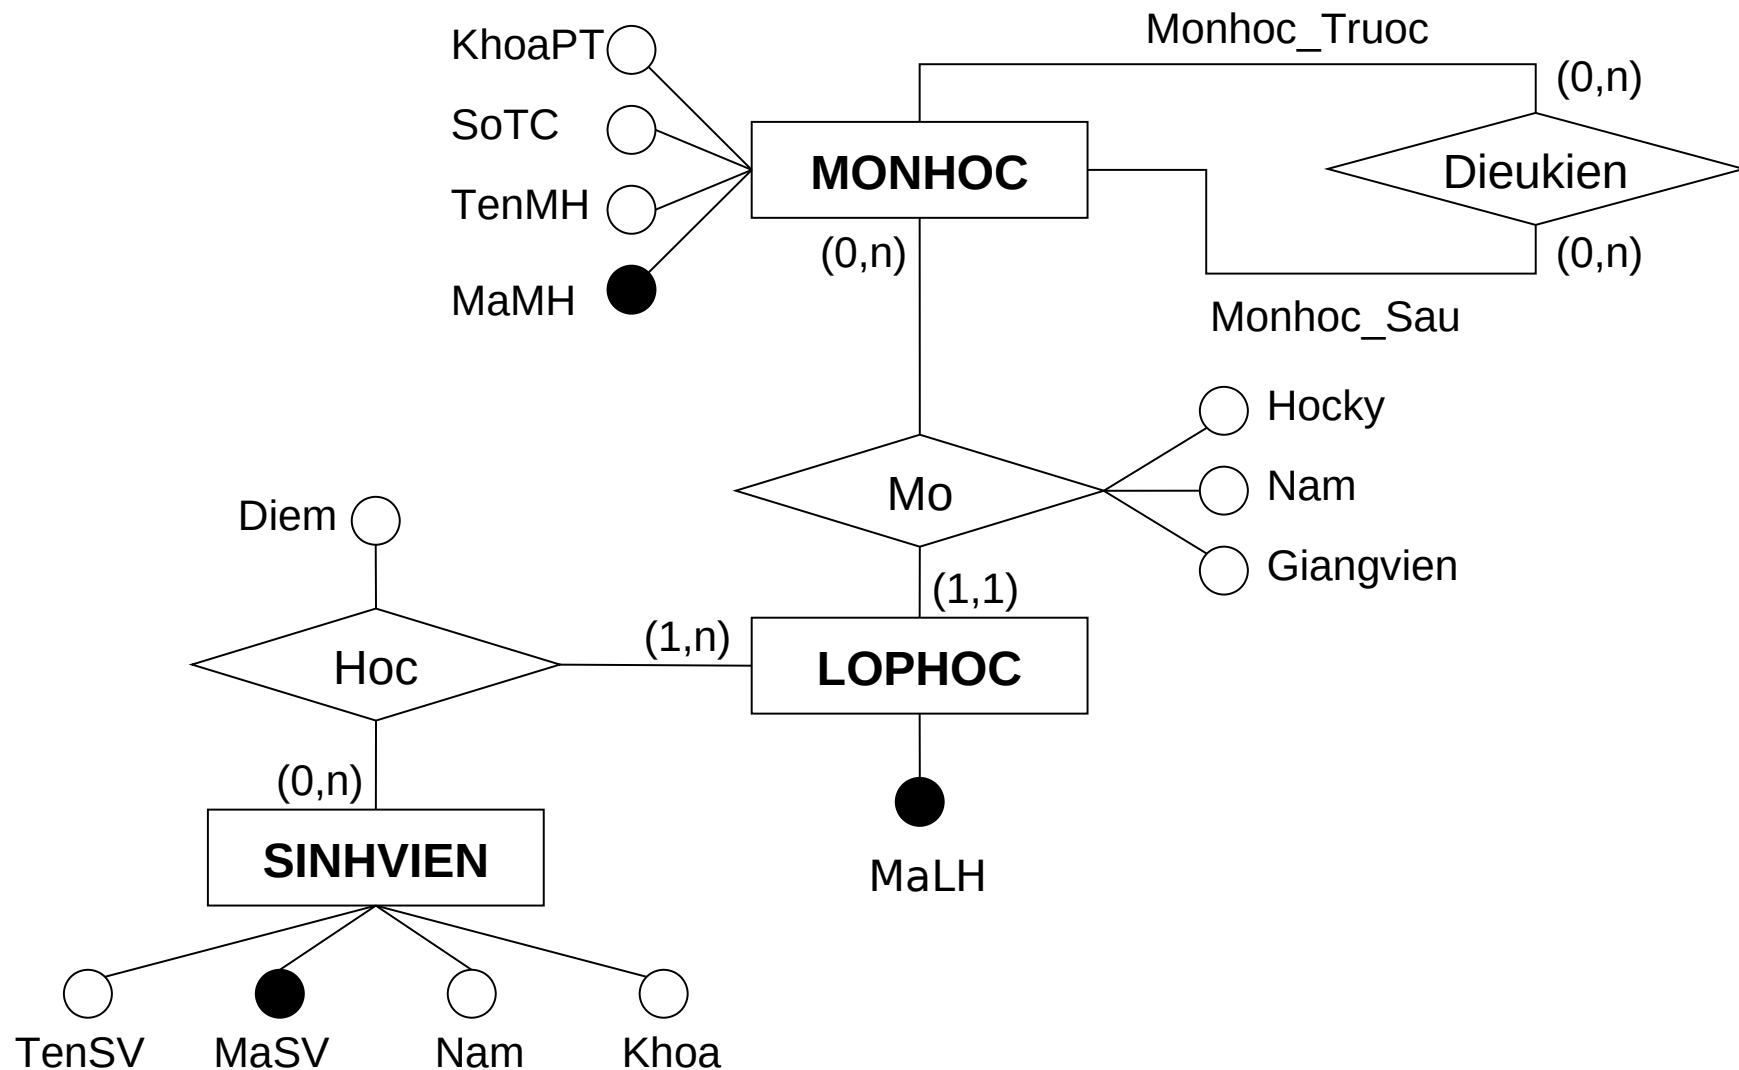 Monhoc_Truoc
KhoaPT
(0,n)
SoTC
MONHOC
Dieukien
TenMH
(0,n)
(0,n)
MaMH
Monhoc_Sau
Hocky
Mo
Nam
Diem
Giangvien
(1,1)
(1,n)
Hoc
LOPHOC
(0,n)
SINHVIEN
MaLH
TenSV
MaSV
Nam
Khoa